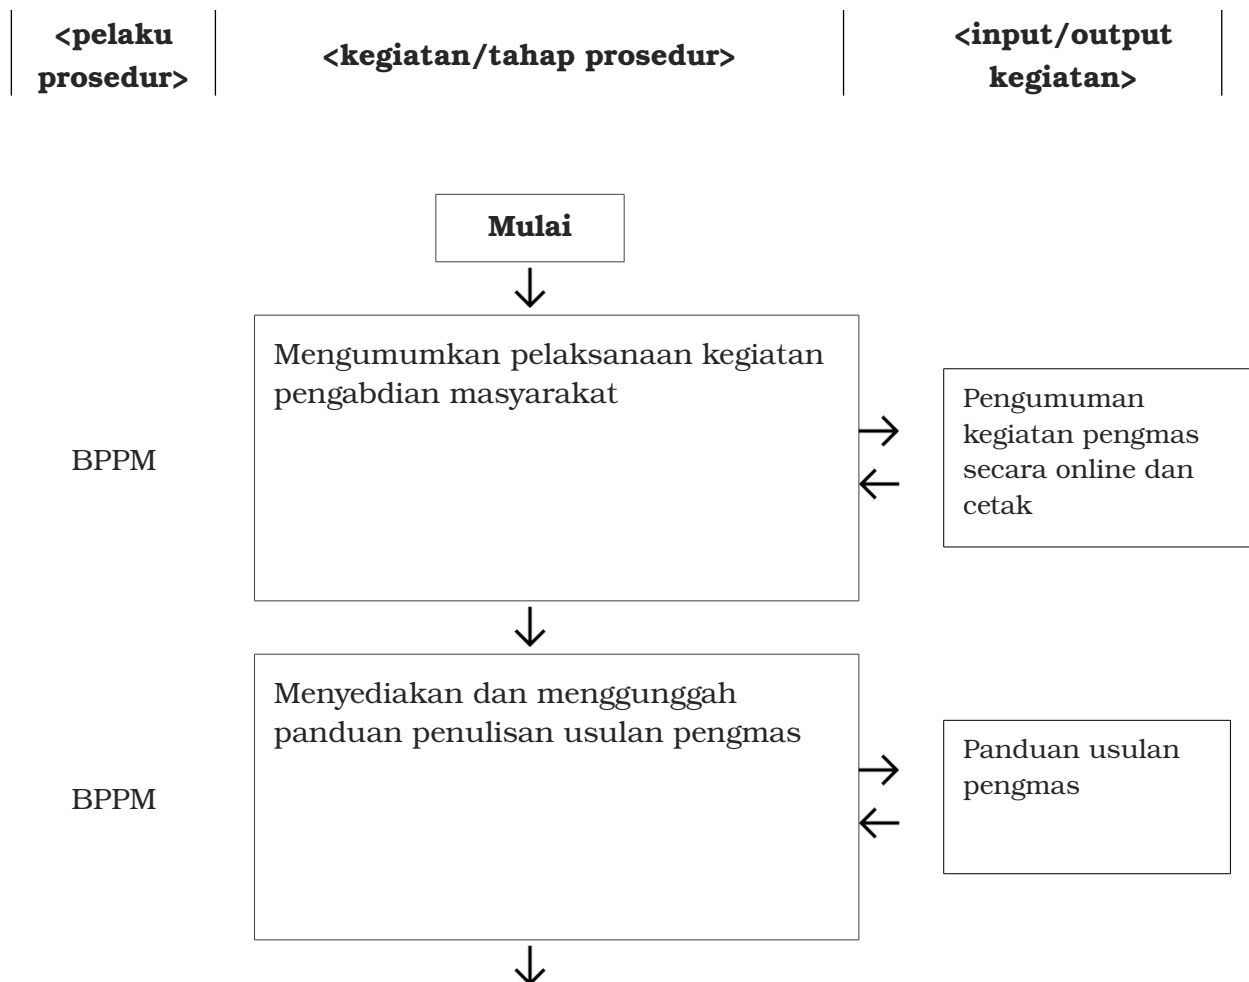 <pelaku
prosedur>
<kegiatan/tahap prosedur>
<input/output
kegiatan>
Mulai
Mengumumkan pelaksanaan kegiatan
pengabdian masyarakat
BPPM
Pengumuman
kegiatan pengmas
secara online dan
cetak
Menyediakan dan menggunggah
panduan penulisan usulan pengmas
BPPM
Panduan usulan
pengmas